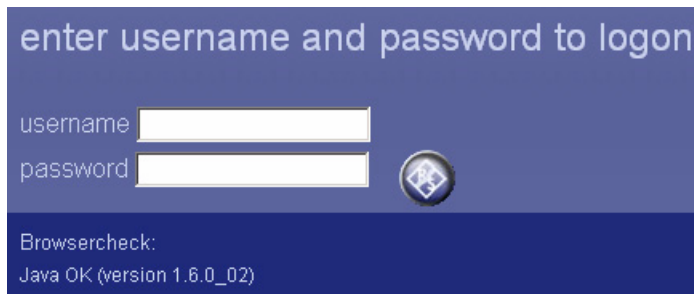 enter username and password to logon
username
password
Browsercheck:
Java OK (version 1.6.0_02)